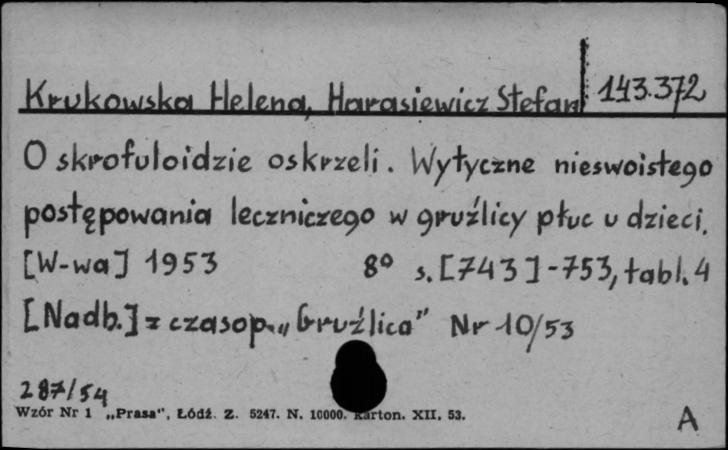 Krukowska Helena, Harasiewicz Stefan 143.372
O skrofuloidzie oskrzeli. Wytyczne nieswoistego
postępowania leczniczego w gruźlicy płuc u dzieci.
[W-wa] 1953 8° s. [743]-753, tabl. 4
[Nadb.] z czasop. „Gruźlica" Nr 10/53
287/54
Wzór Nr 1 „Prasa", Łódź. Z. 5247. N. 10000. karton. XII. 53.
A